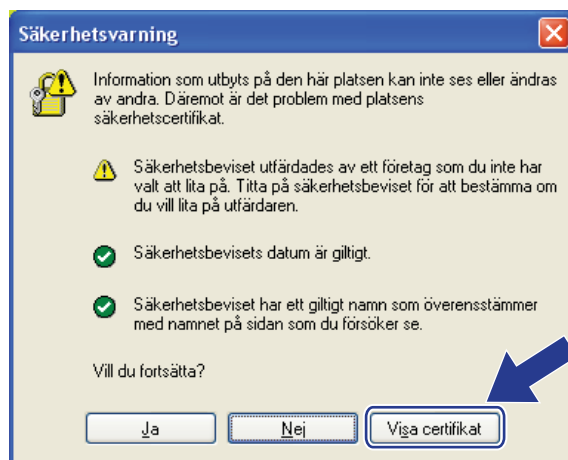 Säkerhetsvarning
Information som utbyts på den här platsen kan inte ses eller ändras
av andra. Däremot är det problem med platsens
säkerhetscertifikat.
Säkerhetsbeviset utfärdades av ett företag som du inte har
valt att lita på. Titta på säkerhetsbeviset för att bestämma om
du vill lita på utfärdaren.
Säkerhetsbevisets datum är giltigt.
Säkerhetsbeviset har ett giltigt namn som överensstämmer
med namnet på sidan som du försöker se.
Vill du fortsätta?
Ja
Nej
Visa certifikat